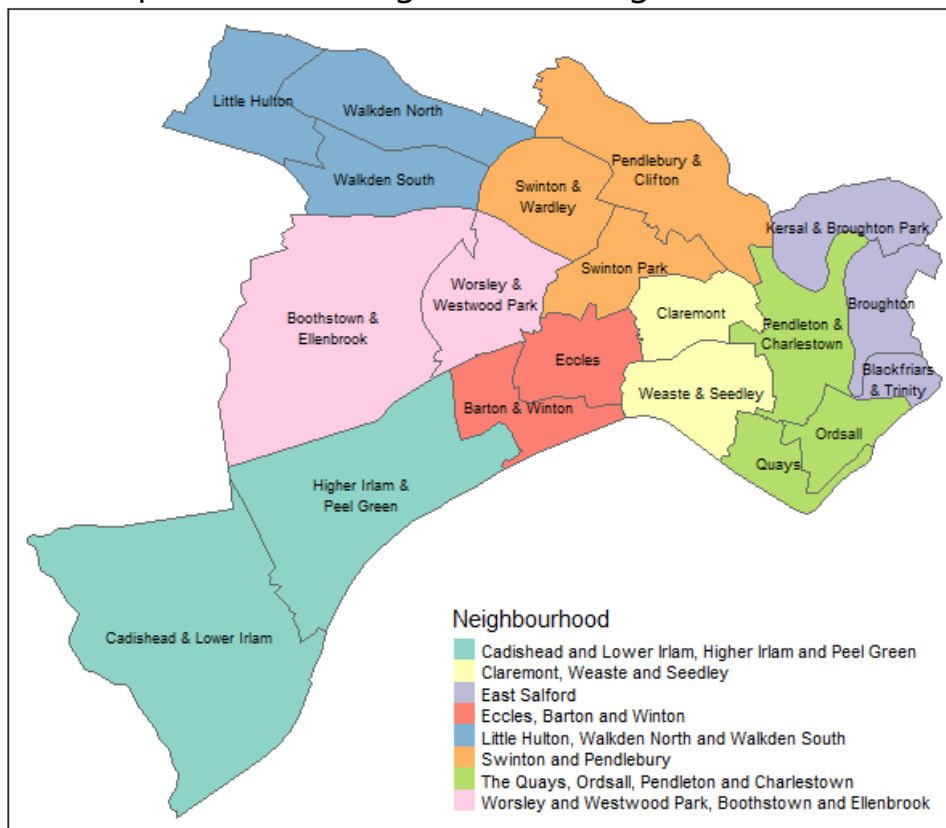 Little Hulton
Walkden North
Walkden South
Swinton &
Wardley
Pendlebury &
Clifton
Kersal & Broughton Park
Swinton Park
Worsley &
Westwood Park
Boothstown &
Ellenbrook
Claremont
Broughton
Pendleton &
Charlestown
Eccles
Blackfriars
& Trinity
Weaste & Seedley
Barton & Winton
Ordsall
Quays
Higher Irlam &
Peel Green
Cadishead & Lower Irlam
Neighbourhood
Cadishead and Lower Irlam, Higher Irlam and Peel Green
Claremont, Weaste and Seedley
East Salford
Eccles, Barton and Winton
Little Hulton, Walkden North and Walkden South
Swinton and Pendlebury
The Quays, Ordsall, Pendleton and Charlestown
Worsley and Westwood Park, Boothstown and Ellenbrook